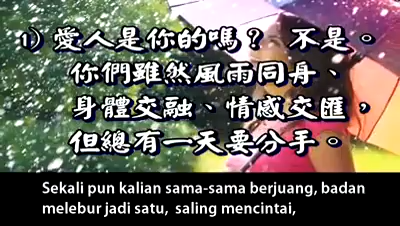 1) 愛人是你的嗎？ 不是。
你們雖然風雨同舟、
身體交融、情感交匯，
但總有一天要分手。
Sekali pun kalian sama-sama berjuang, badan
melebur jadi satu, saling mencintai,